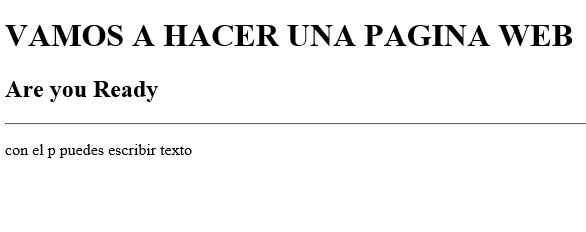 VAMOS A HACER UNA PAGINA WEB
Are you Ready
con el p puedes escribir texto